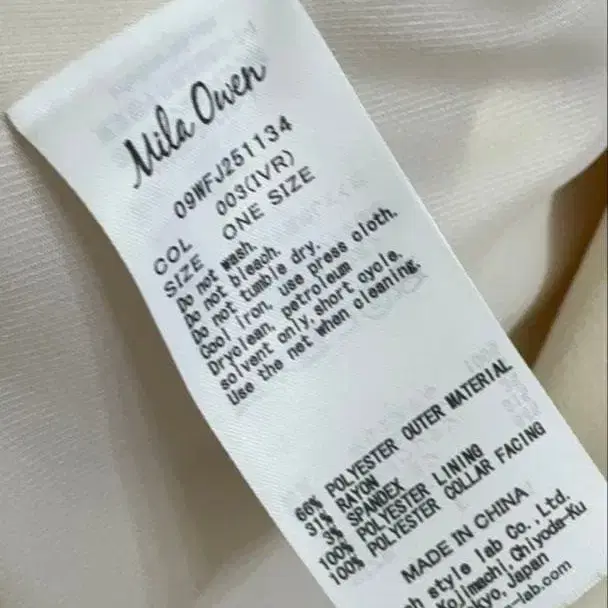 Mila Owen
09WFJ251134
COL 003(IVR)
SIZE ONE SIZE
Do not wash.
Do not bleach.
Do not tumble dry.
Cool iron, use press cloth.
Dryclean, petroleum
solvent only, short cycle.
Use the net when cleaning.
66% POLYESTER OUTER MATERIAL
31% RAYON
3% SPANDEX
100% POLYESTER LINING
100% POLYESTER COLLAR FACING
MADE IN CHINA
style lab Co., Ltd.
Kojimachi, Chiyoda-Ku
Japan
-lab.com